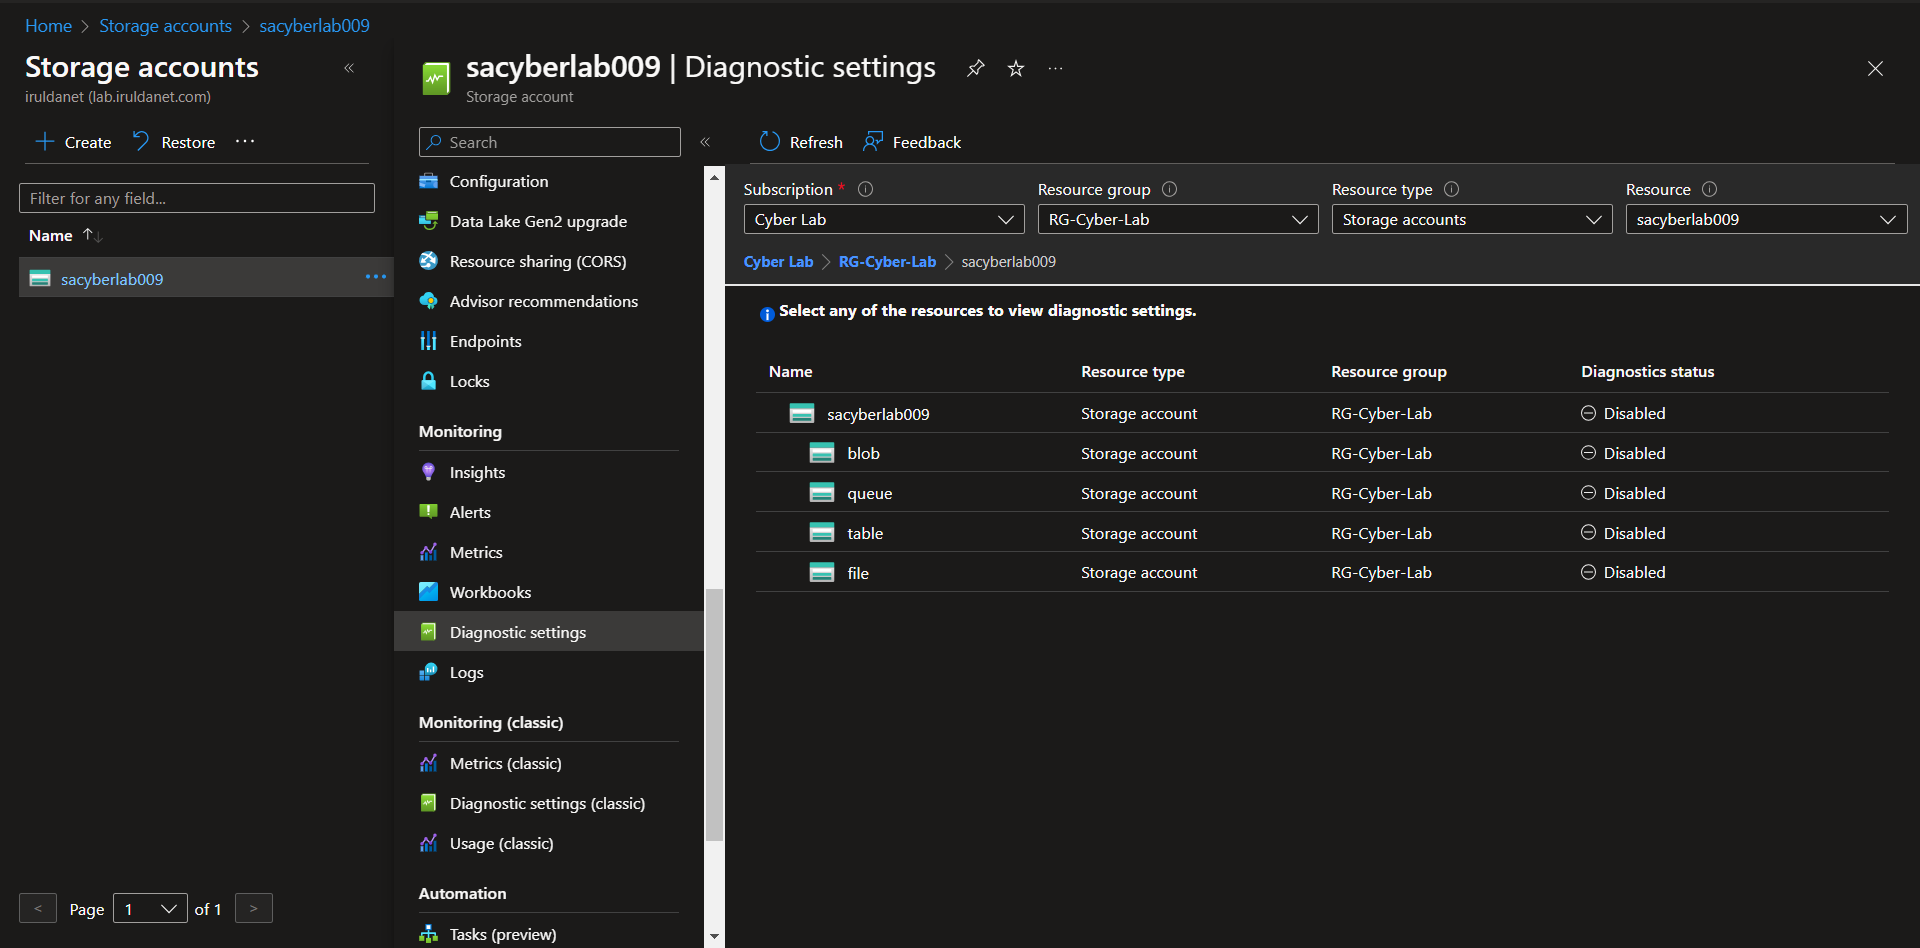 Home > Storage accounts > sacyberlab009
Storage accounts
iruldanet (lab.iruldanet.com)
Create Restore ...
Filter for any field...
Name
sacyberlab009 ...
< Page 1 of 1 >
sacyberlab009 | Diagnostic settings ...
Storage account
Search
Configuration
Data Lake Gen2 upgrade
Resource sharing (CORS)
Advisor recommendations
Endpoints
Locks
Monitoring
Insights
Alerts
Metrics
Workbooks
Diagnostic settings
Logs
Monitoring (classic)
Metrics (classic)
Diagnostic settings (classic)
Usage (classic)
Automation
Tasks (preview)
Refresh Feedback
Subscription * Resource group Resource type Resource
Cyber Lab RG-Cyber-Lab Storage accounts sacyberlab009
Cyber Lab > RG-Cyber-Lab > sacyberlab009
Select any of the resources to view diagnostic settings.
Name Resource type Resource group Diagnostics status
sacyberlab009 Storage account RG-Cyber-Lab Disabled
blob Storage account RG-Cyber-Lab Disabled
queue Storage account RG-Cyber-Lab Disabled
table Storage account RG-Cyber-Lab Disabled
file Storage account RG-Cyber-Lab Disabled